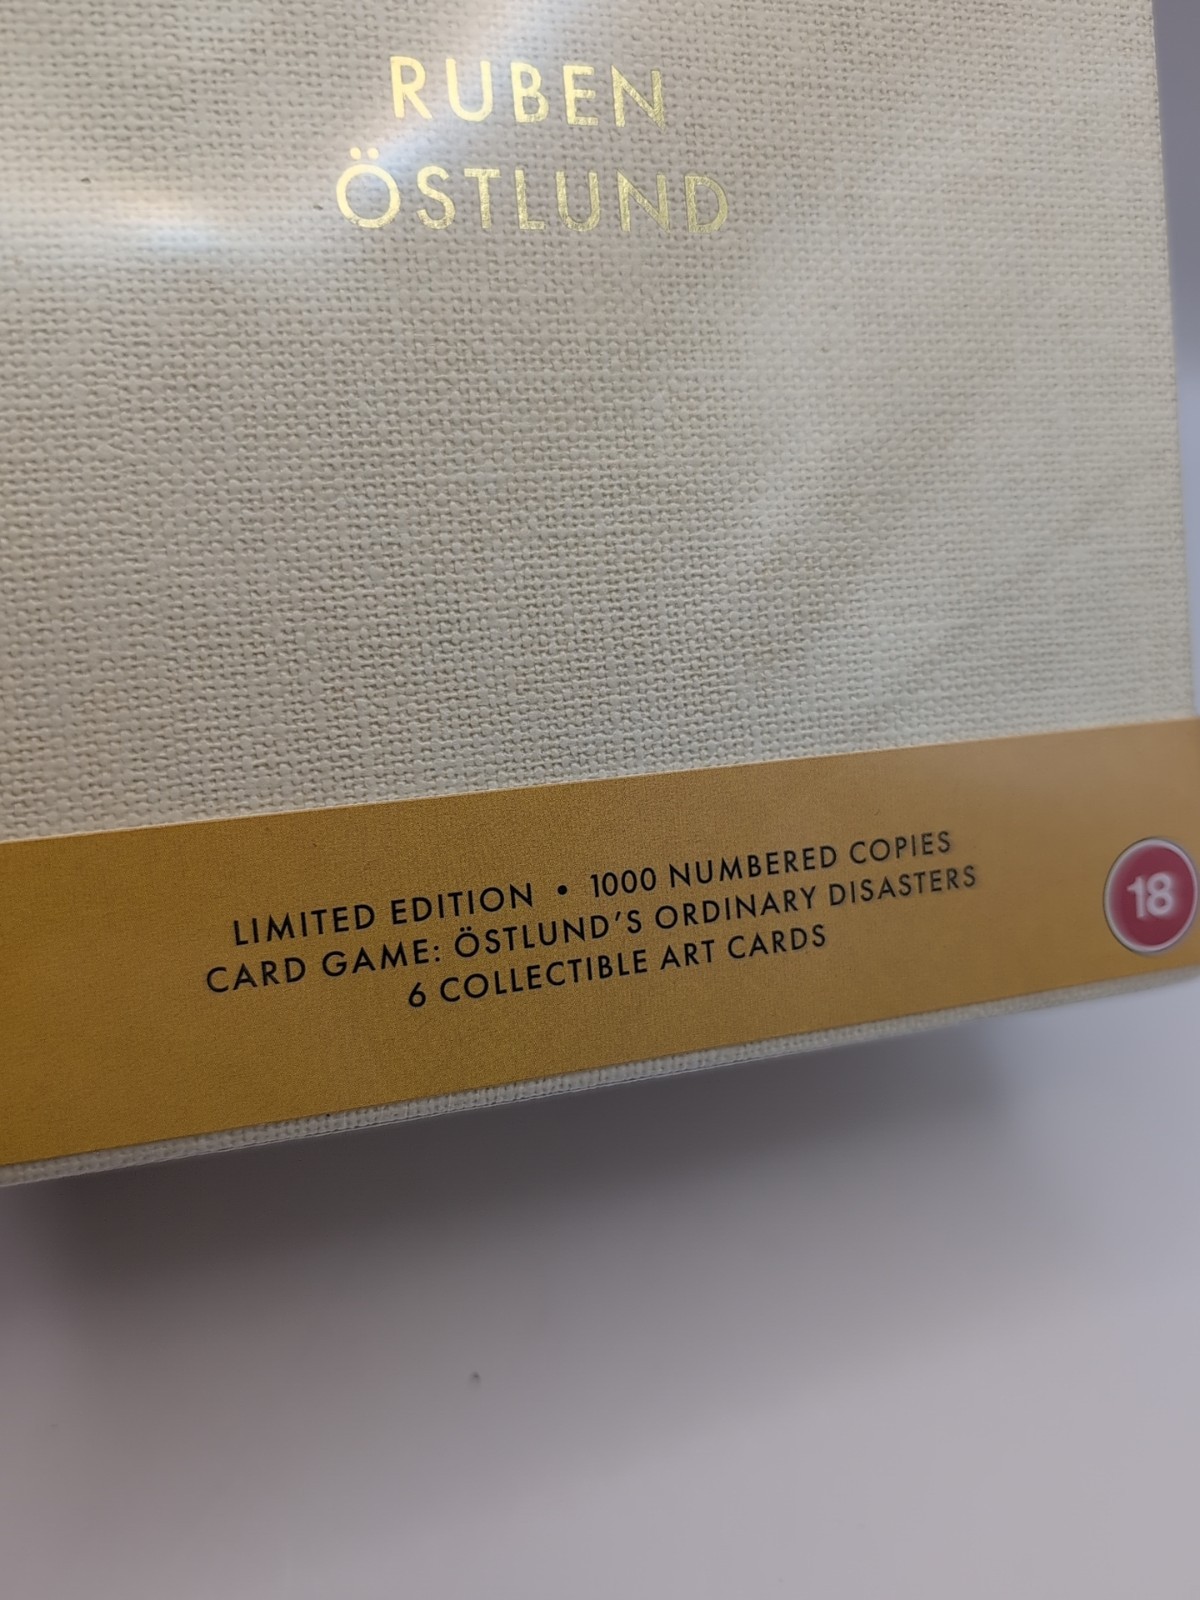 RUBEN
ÖSTLUND
LIMITED EDITION • 1000 NUMBERED COPIES
CARD GAME: ÖSTLUND'S ORDINARY DISASTERS
6 COLLECTIBLE ART CARDS
18